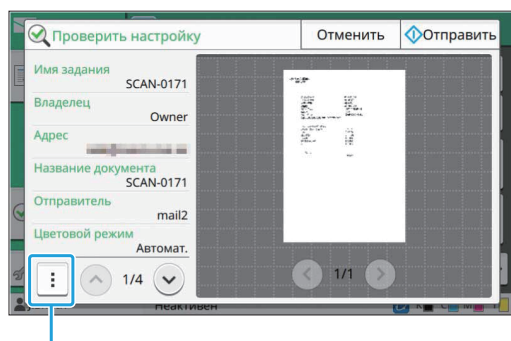 Проверить настройку
Отменить
Отправить
Имя задания
SCAN-0171
Владелец
Owner
Адрес
Название документа
SCAN-0171
Отправитель
mail2
Цветовой режим
Автомат.
1/4
1/1
Неактивен